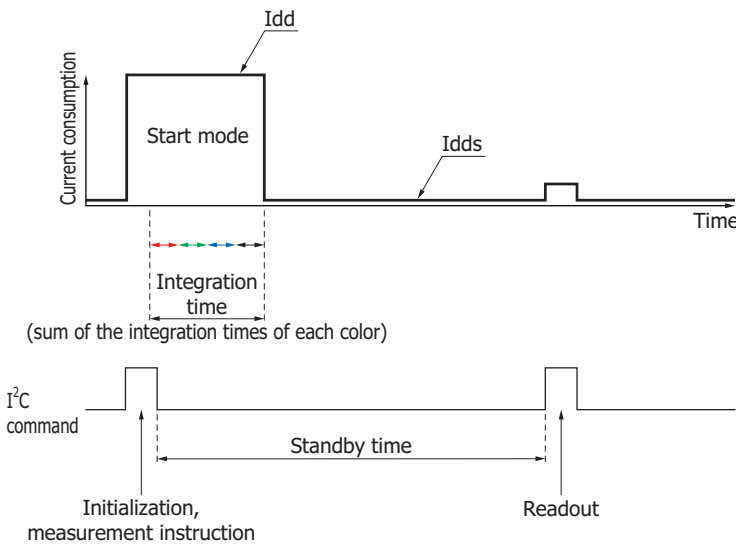 Idd
Current consumption
Start mode
Idds
Time
Integration
time
(sum of the integration times of each color)
I²C
command
Standby time
Initialization,
measurement instruction
Readout